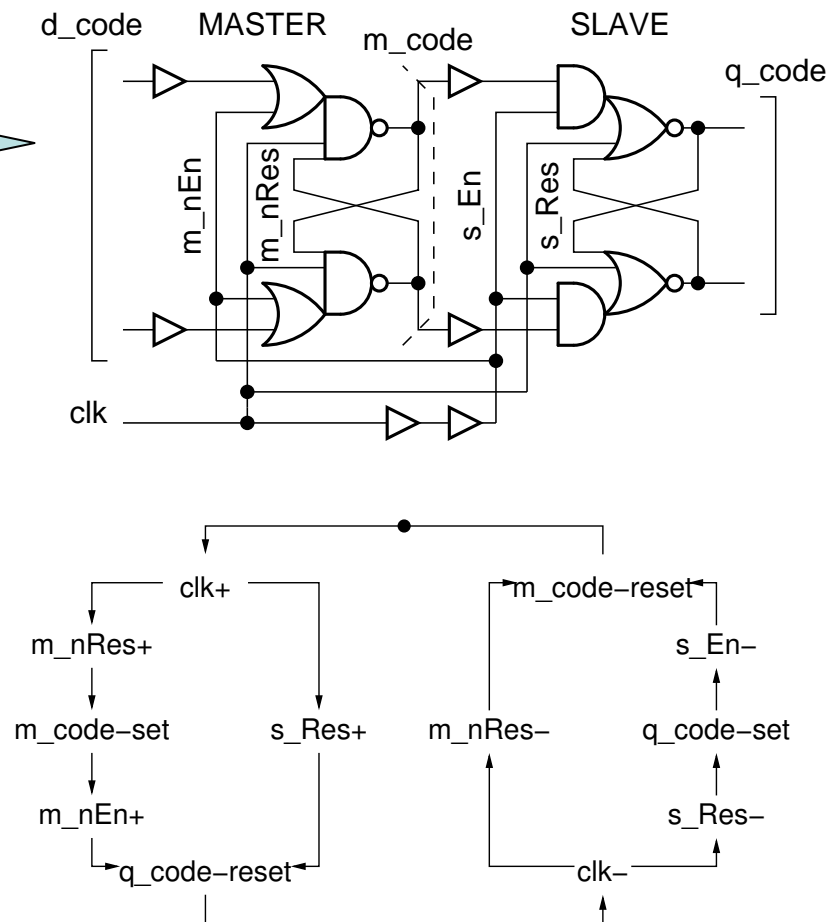 d_code
MASTER
m_code
SLAVE
q_code
m_nEn
m_nRes
s_En
s_Res
clk
clk+
m_code−reset
m_nRes+
s_En−
m_code−set
s_Res+
m_nRes−
q_code−set
m_nEn+
s_Res−
q_code−reset
clk−